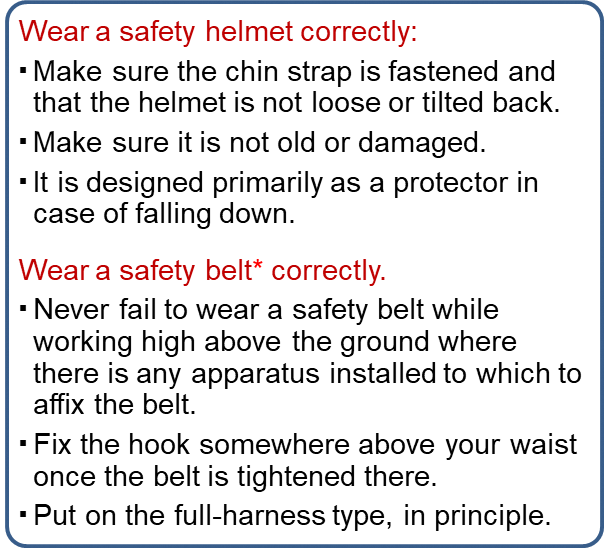 Wear a safety helmet correctly:
▪ Make sure the chin strap is fastened and
that the helmet is not loose or tilted back.
▪ Make sure it is not old or damaged.
▪ It is designed primarily as a protector in
case of falling down.
Wear a safety belt* correctly.
▪ Never fail to wear a safety belt while
working high above the ground where
there is any apparatus installed to which to
affix the belt.
▪ Fix the hook somewhere above your waist
once the belt is tightened there.
▪ Put on the full-harness type, in principle.